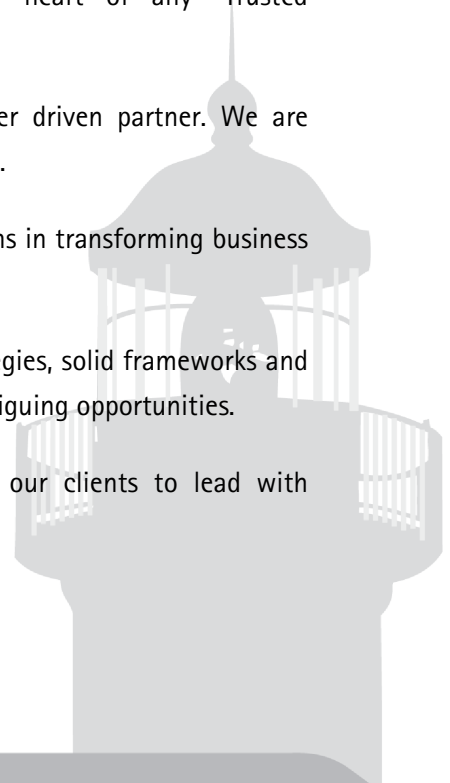 heart of any Trusted
er driven partner. We are
.
ns in transforming business
egies, solid frameworks and
iguing opportunities.
our clients to lead with